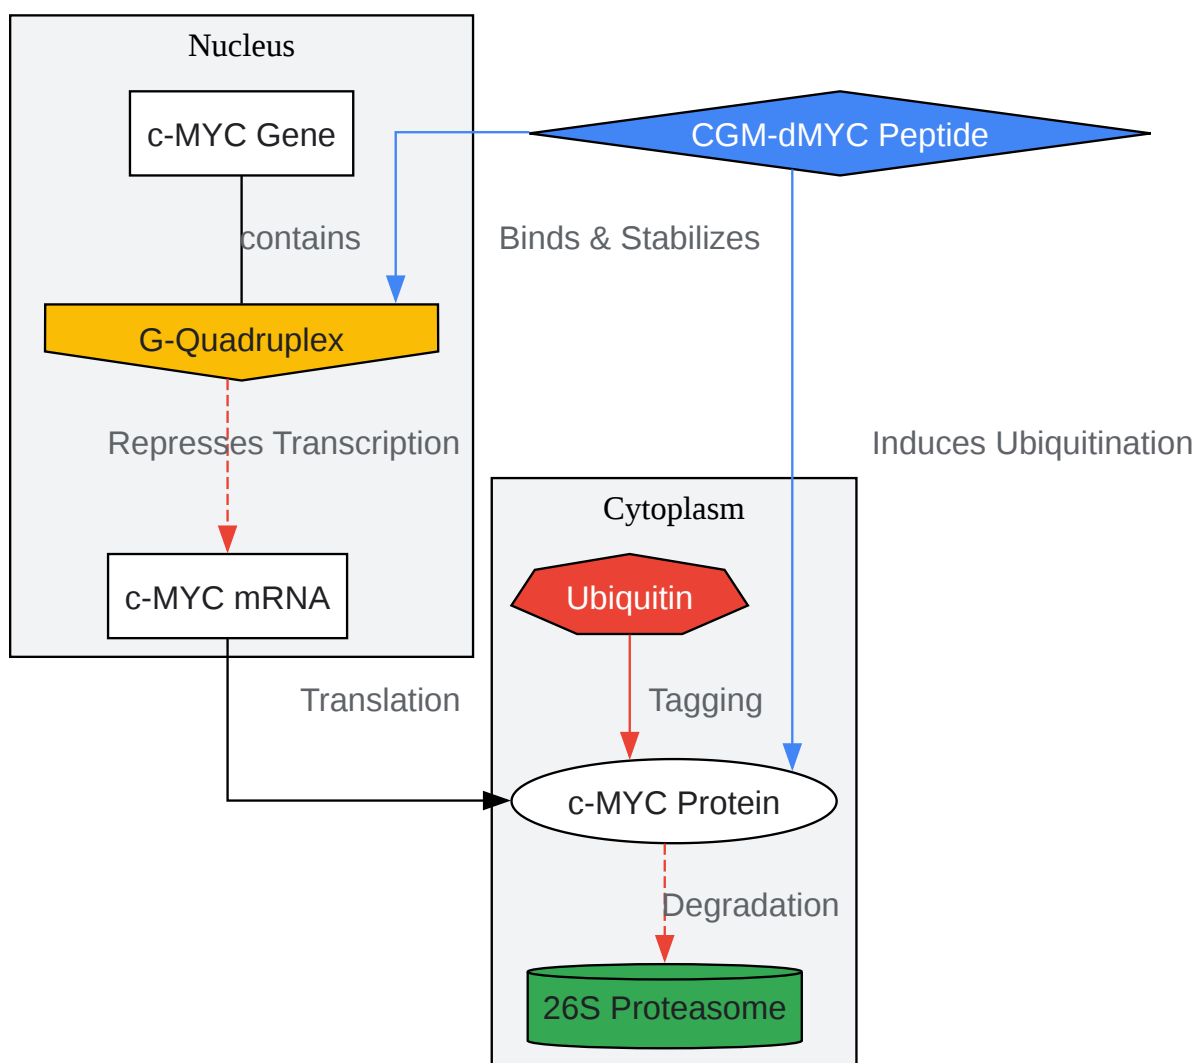 Nucleus
c-MYC Gene
CGM-dMYC Peptide
contains
Binds & Stabilizes
G-Quadruplex
Represses Transcription
Induces Ubiquitination
Cytoplasm
c-MYC mRNA
Ubiquitin
Translation
Tagging
c-MYC Protein
Degradation
26S Proteasome